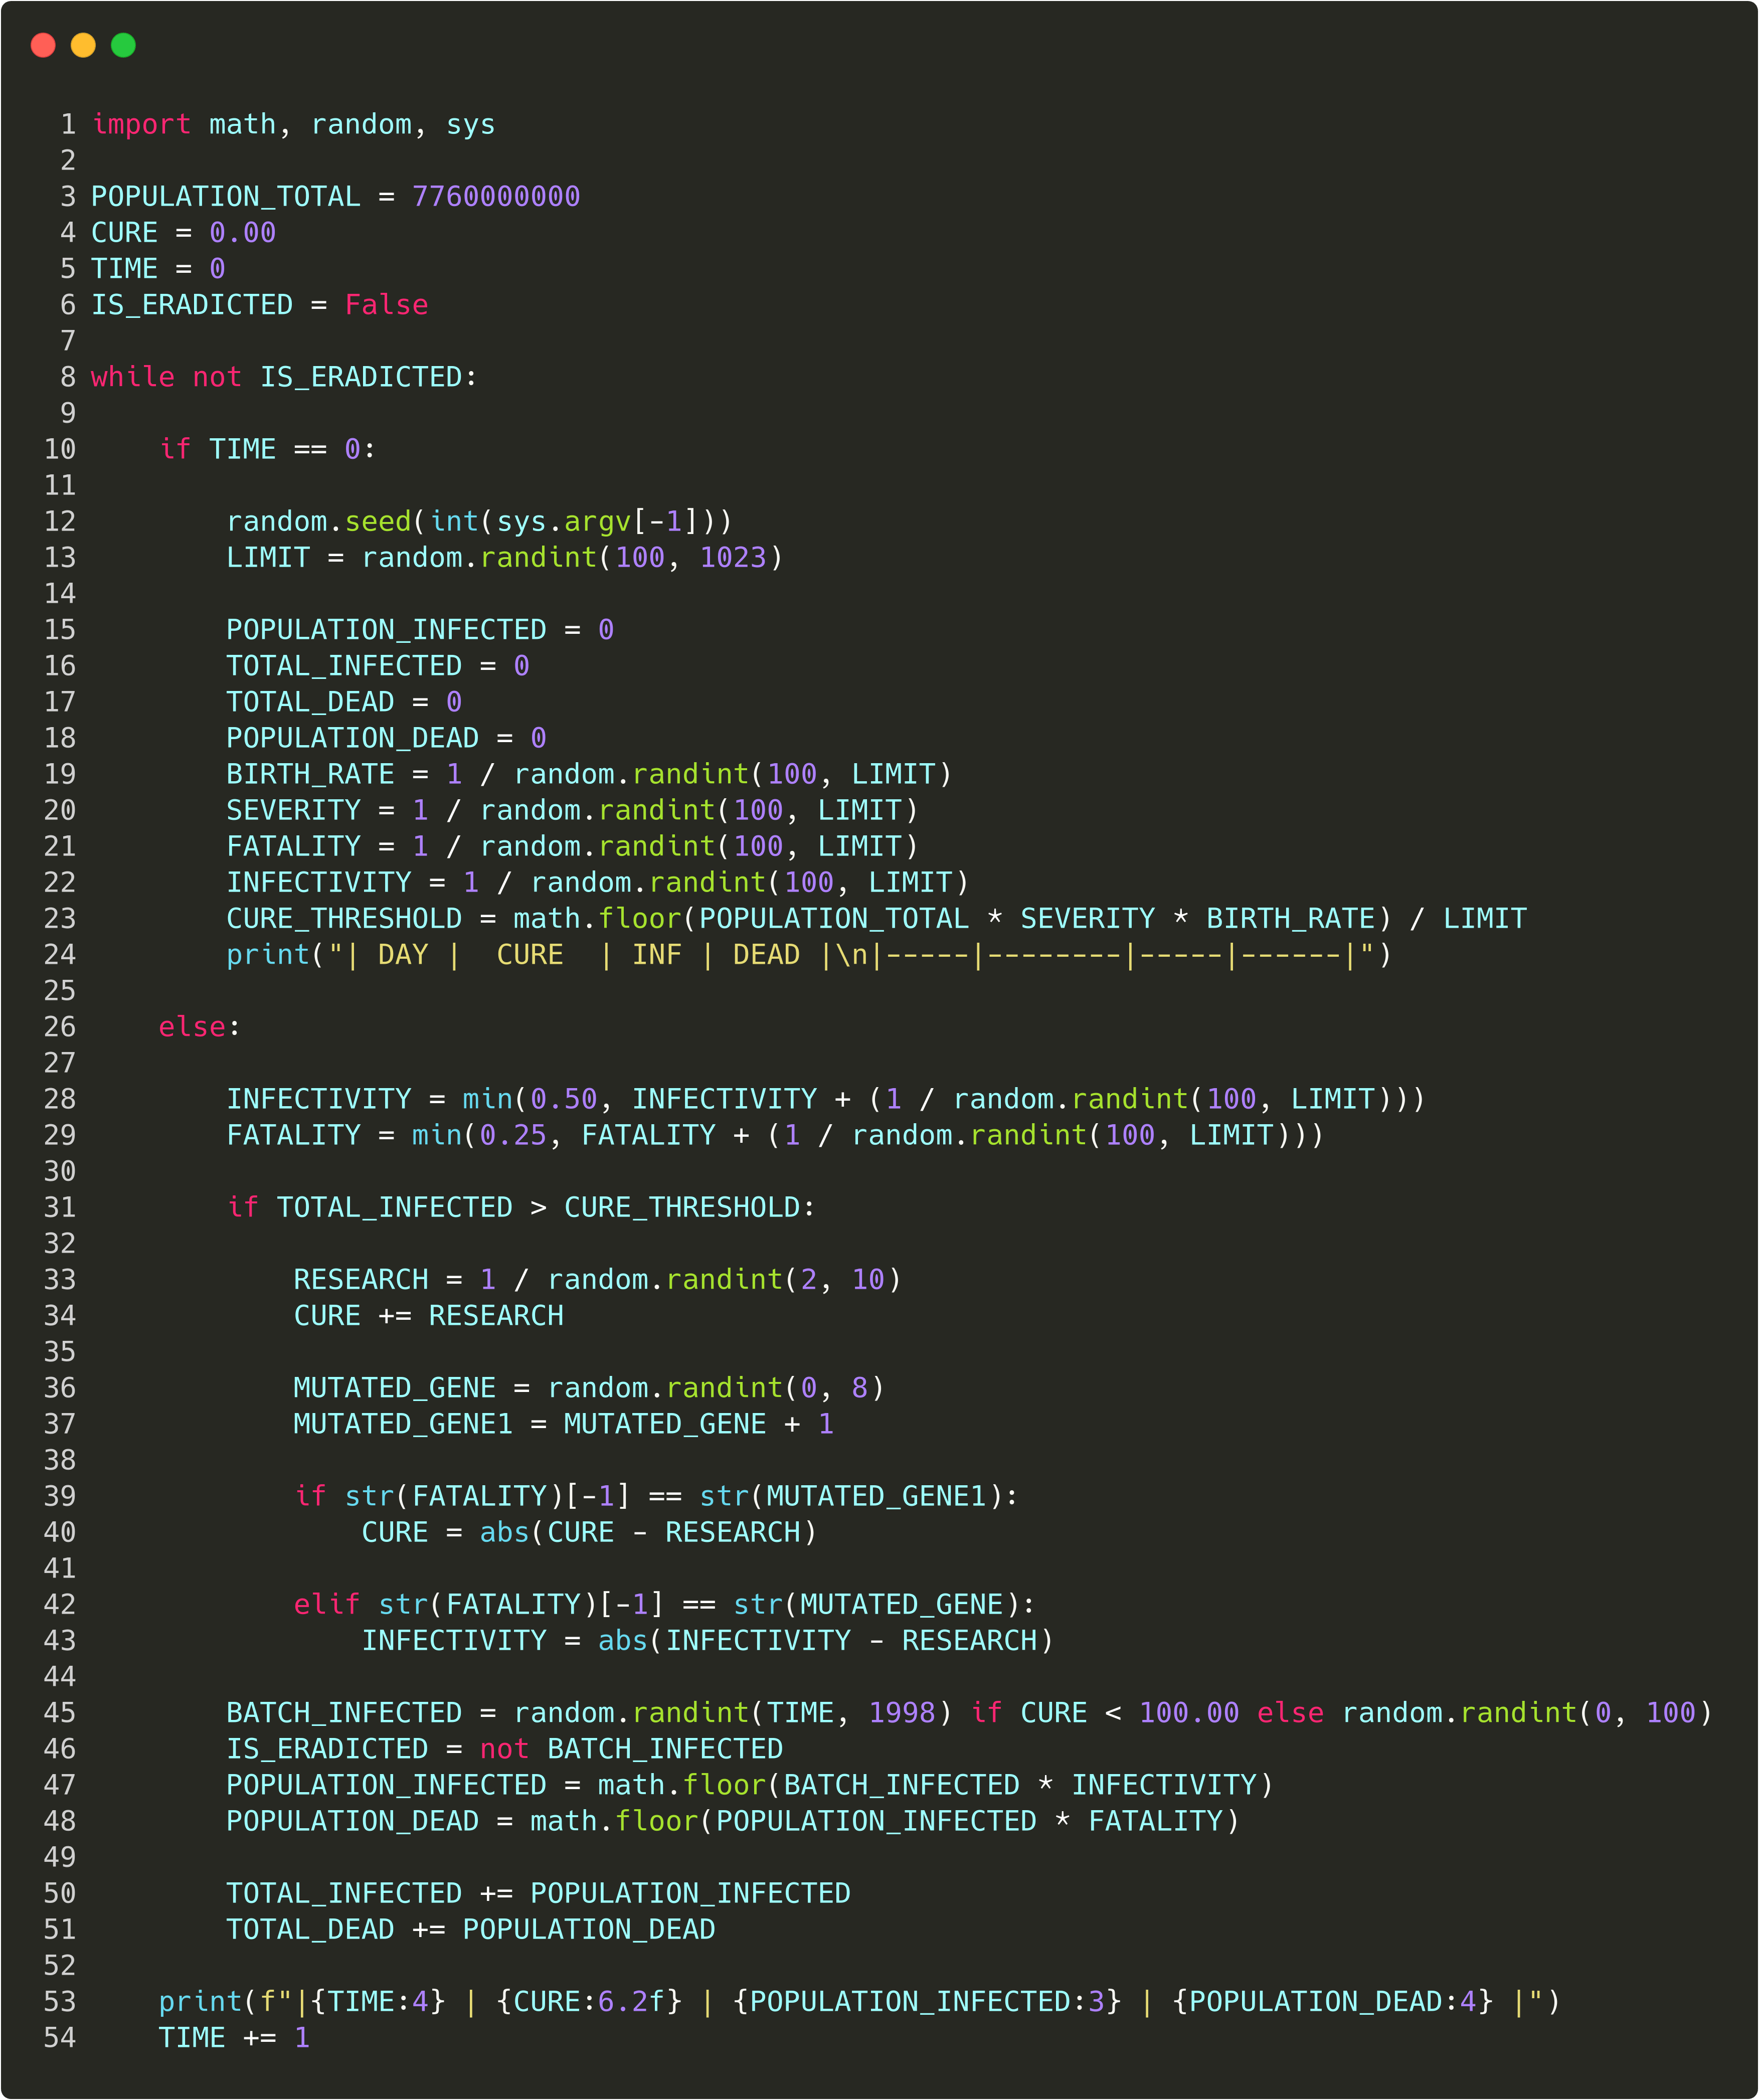 1 import math, random, sys
2
3 POPULATION_TOTAL = 7760000000
4 CURE = 0.00
5 TIME = 0
6 IS_ERADICTED = False
7
8 while not IS_ERADICTED:
9
10     if TIME == 0:
11
12         random.seed(int(sys.argv[-1]))
13         LIMIT = random.randint(100, 1023)
14
15         POPULATION_INFECTED = 0
16         TOTAL_INFECTED = 0
17         TOTAL_DEAD = 0
18         POPULATION_DEAD = 0
19         BIRTH_RATE = 1 / random.randint(100, LIMIT)
20         SEVERITY = 1 / random.randint(100, LIMIT)
21         FATALITY = 1 / random.randint(100, LIMIT)
22         INFECTIVITY = 1 / random.randint(100, LIMIT)
23         CURE_THRESHOLD = math.floor(POPULATION_TOTAL * SEVERITY * BIRTH_RATE) / LIMIT
24         print("| DAY |  CURE  | INF | DEAD |\n|-----|--------|-----|------|")
25
26     else:
27
28         INFECTIVITY = min(0.50, INFECTIVITY + (1 / random.randint(100, LIMIT)))
29         FATALITY = min(0.25, FATALITY + (1 / random.randint(100, LIMIT)))
30
31         if TOTAL_INFECTED > CURE_THRESHOLD:
32
33             RESEARCH = 1 / random.randint(2, 10)
34             CURE += RESEARCH
35
36             MUTATED_GENE = random.randint(0, 8)
37             MUTATED_GENE1 = MUTATED_GENE + 1
38
39             if str(FATALITY)[-1] == str(MUTATED_GENE1):
40                 CURE = abs(CURE - RESEARCH)
41
42             elif str(FATALITY)[-1] == str(MUTATED_GENE):
43                 INFECTIVITY = abs(INFECTIVITY - RESEARCH)
44
45         BATCH_INFECTED = random.randint(TIME, 1998) if CURE < 100.00 else random.randint(0, 100)
46         IS_ERADICTED = not BATCH_INFECTED
47         POPULATION_INFECTED = math.floor(BATCH_INFECTED * INFECTIVITY)
48         POPULATION_DEAD = math.floor(POPULATION_INFECTED * FATALITY)
49
50         TOTAL_INFECTED += POPULATION_INFECTED
51         TOTAL_DEAD += POPULATION_DEAD
52
53     print(f"|{TIME:4} | {CURE:6.2f} | {POPULATION_INFECTED:3} | {POPULATION_DEAD:4} |")
54     TIME += 1